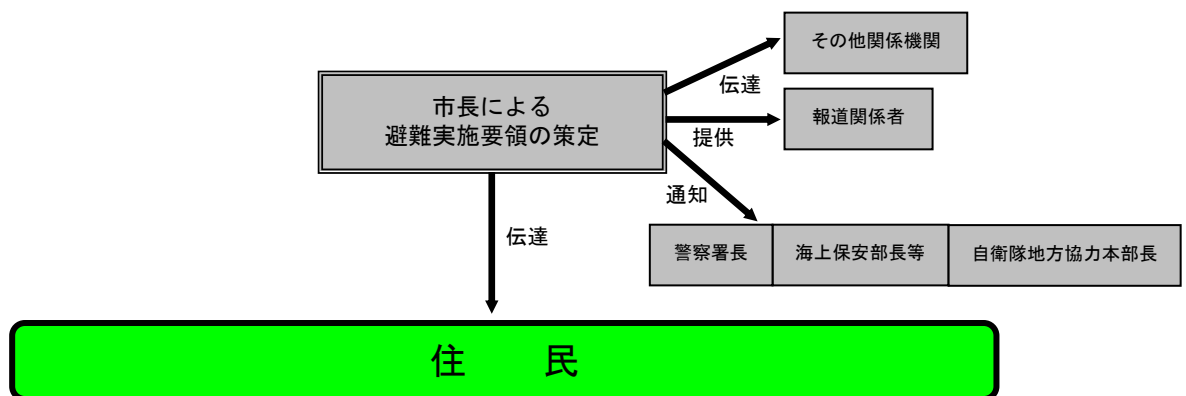 その他関係機関
伝達
市長による
避難実施要領の策定
報道関係者
提供
通知
伝達
警察署長
海上保安部長等
自衛隊地方協力本部長
住　　民